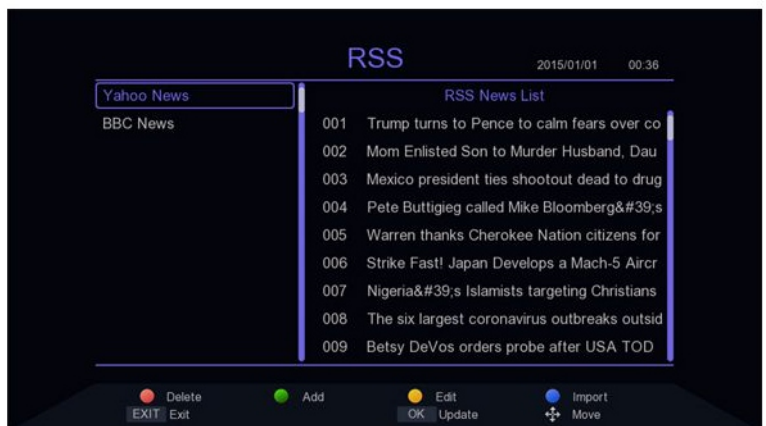 RSS
2015/01/01 00:36
Yahoo News
BBC News
RSS News List
001 Trump turns to Pence to calm fears over co
002 Mom Enlisted Son to Murder Husband, Dau
003 Mexico president ties shootout dead to drug
004 Pete Buttigieg called Mike Bloomberg&#39;s
005 Warren thanks Cherokee Nation citizens for
006 Strike Fast! Japan Develops a Mach-5 Aircr
007 Nigeria&#39;s Islamists targeting Christians
008 The six largest coronavirus outbreaks outsid
009 Betsy DeVos orders probe after USA TOD
Delete Add Edit Import
EXIT Exit OK Update Move